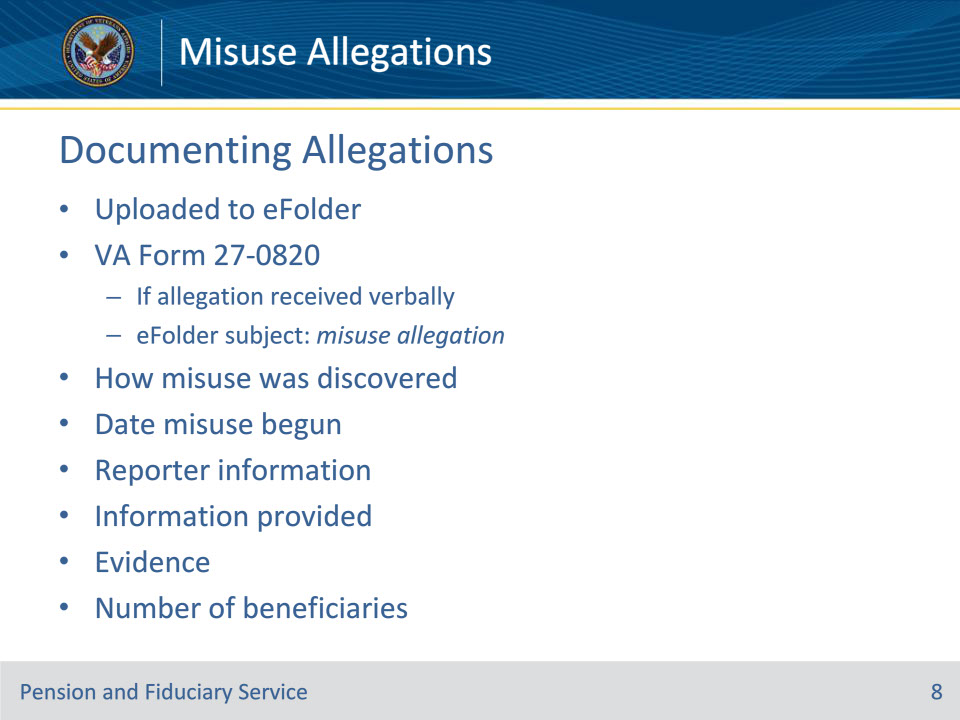 Misuse Allegations
Documenting Allegations
• Uploaded to eFolder
• VA Form 27-0820
– If allegation received verbally
– eFolder subject: misuse allegation
• How misuse was discovered
• Date misuse begun
• Reporter information
• Information provided
• Evidence
• Number of beneficiaries
Pension and Fiduciary Service
8